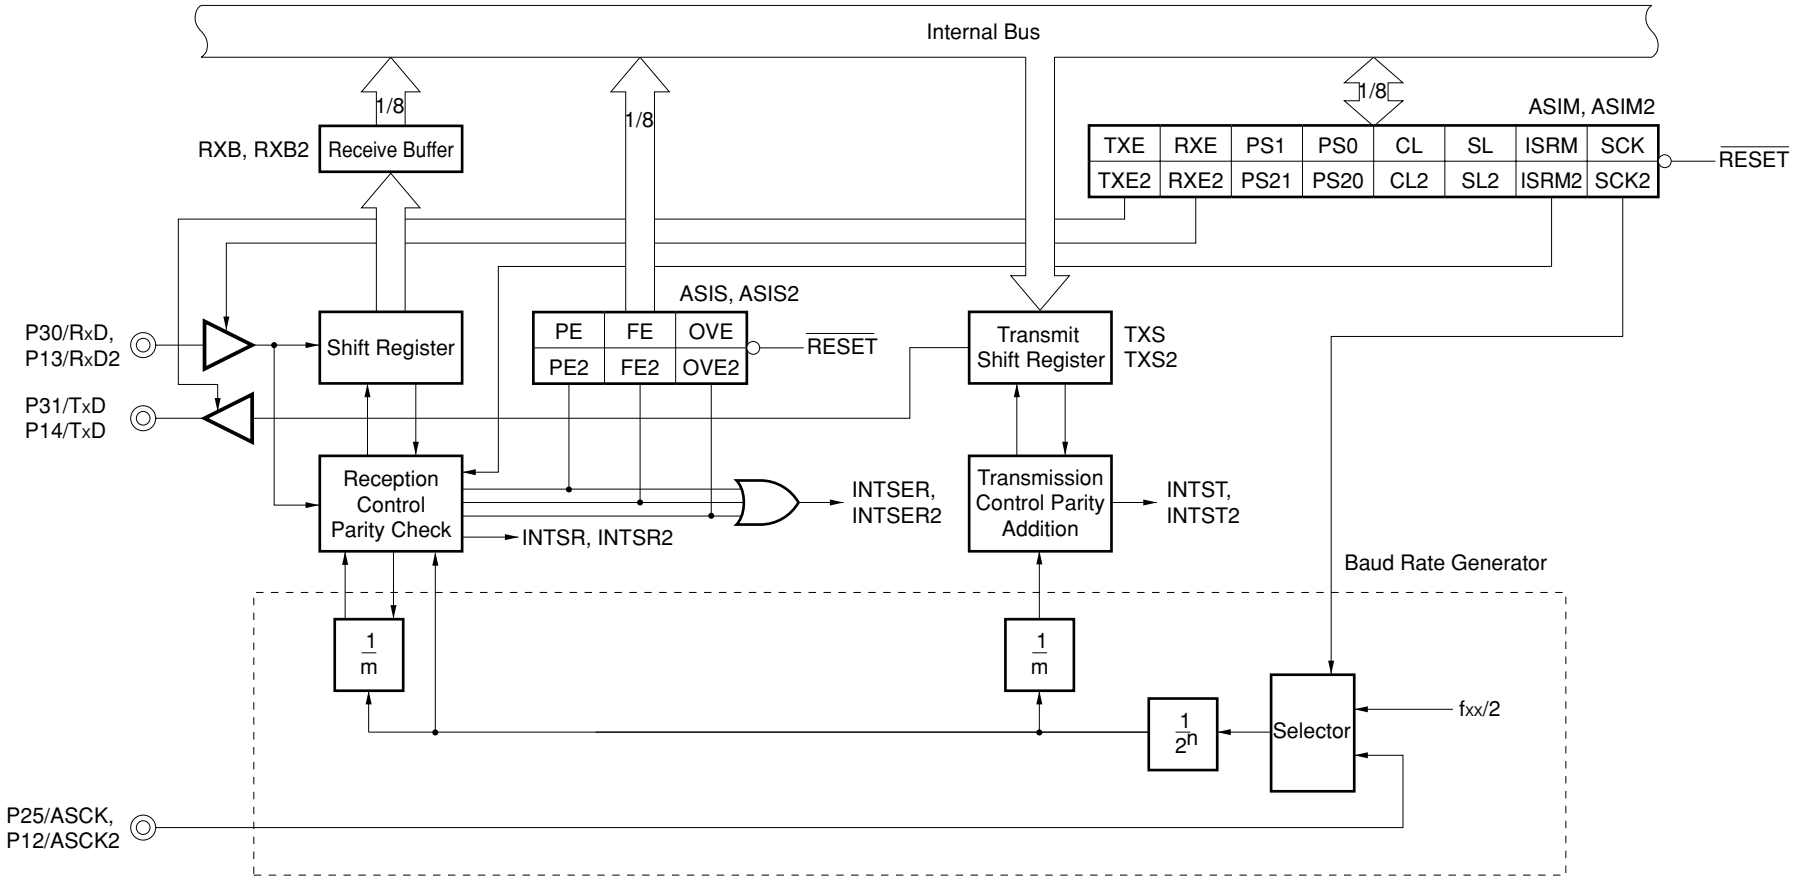 Internal Bus
1/8
1/8
1/8
ASIM, ASIM2
RXB, RXB2
Receive Buffer
TXE RXE PS1 PS0 CL SL ISRM SCK
TXE2 RXE2 PS21 PS20 CL2 SL2 ISRM2 SCK2
RESET
ASIS, ASIS2
P30/RxD,
P13/RxD2
Shift Register
PE FE OVE
PE2 FE2 OVE2
RESET
Transmit
Shift Register
TXS
TXS2
P31/TxD
P14/TxD
Reception
Control
Parity Check
INTSER,
INTSER2
INTSR, INTSR2
Transmission
Control Parity
Addition
INTST,
INTST2
Baud Rate Generator
1
m
1
m
1
2n
Selector
fxx/2
P25/ASCK,
P12/ASCK2